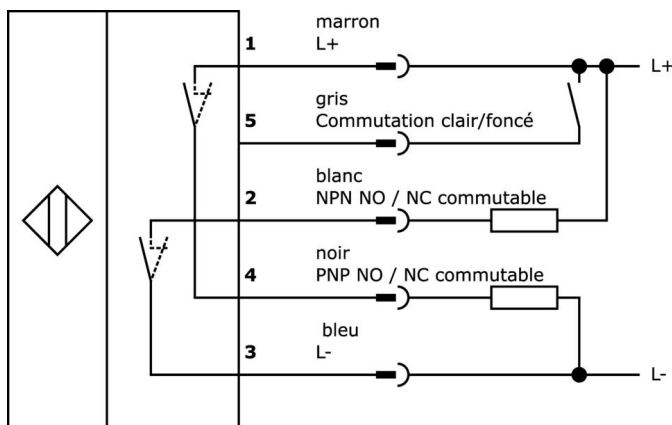 marron
1 L+
L+
gris
5 Commutation clair/foncé
blanc
2 NPN NO / NC commutable
noir
4 PNP NO / NC commutable
bleu
3 L-
L-